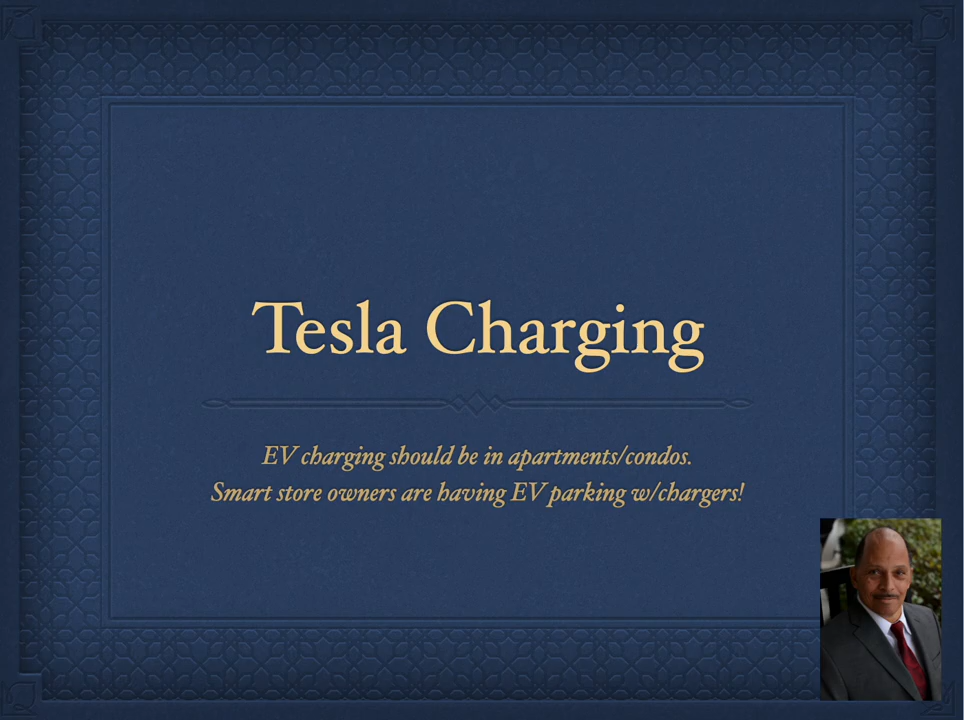 Tesla Charging
EV charging should be in apartments/condos.
Smart store owners are having EV parking w/chargers!